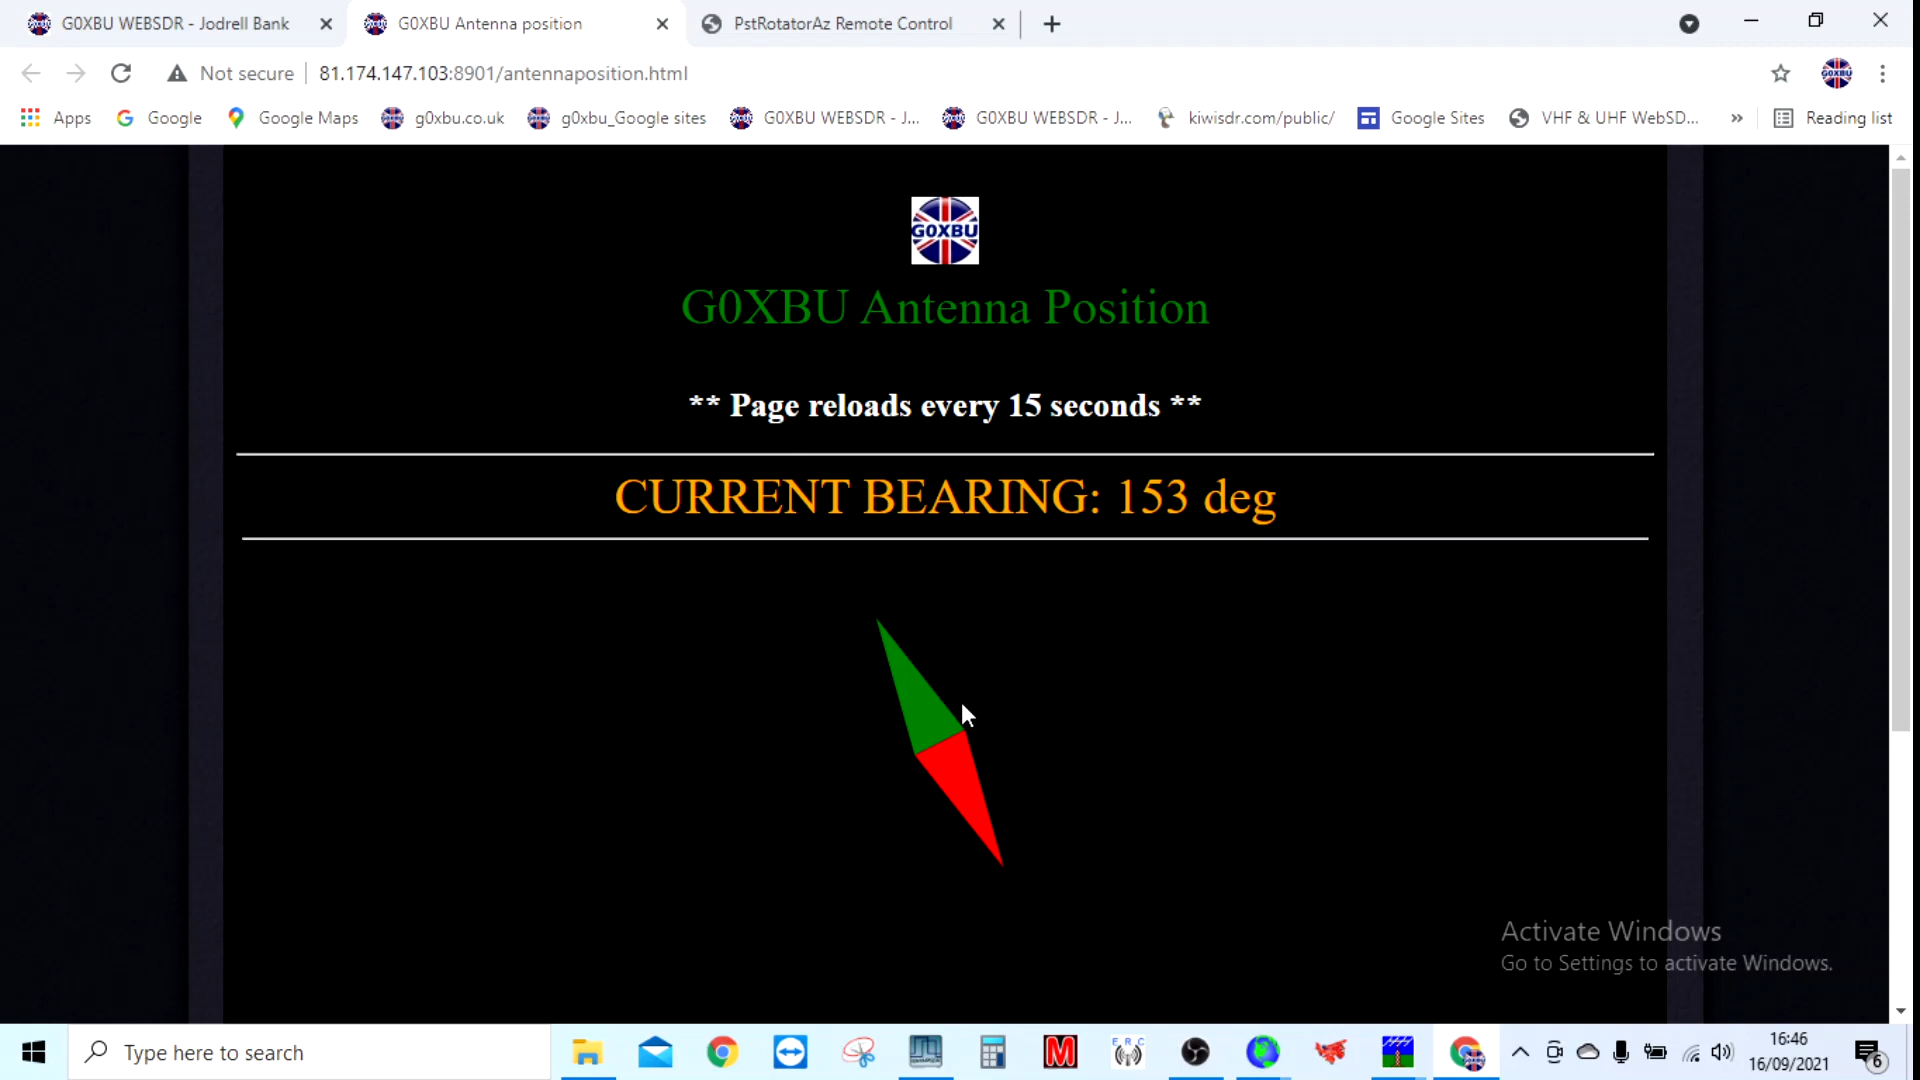 G0XBU WEBSDR - Jodrell Bank
G0XBU Antenna position
PstRotatorAz Remote Control
Not secure
81.174.147.103:8901/antennaposition.html
G0XBU
Apps
Google
Google Maps
g0xbu.co.uk
g0xbu_Google sites
G0XBU WEBSDR - J...
G0XBU WEBSDR - J...
kiwisdr.com/public/
Google Sites
VHF & UHF WebSD...
»
Reading list
G0XBU
G0XBU Antenna Position
** Page reloads every 15 seconds **
CURRENT BEARING: 153 deg
Activate Windows
Go to Settings to activate Windows.
Type here to search
M
E R C
16:46
16/09/2021
6